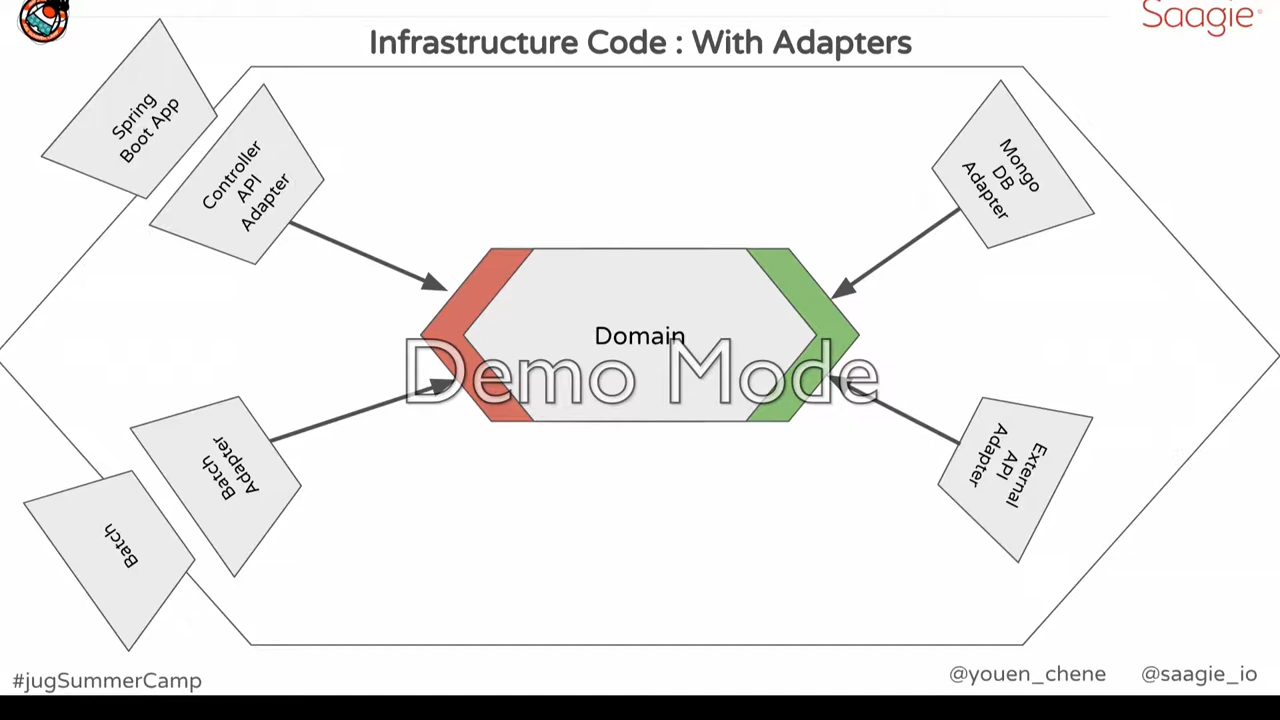 Saagie
Infrastructure Code : With Adapters
Spring
Boot App
Controller
API
Adapter
Mongo
DB
Adapter
Domain
Demo Mode
Batch
Adapter
External
API
Adapter
Batch
#jugSummerCamp
@youen_chene @saagie_io